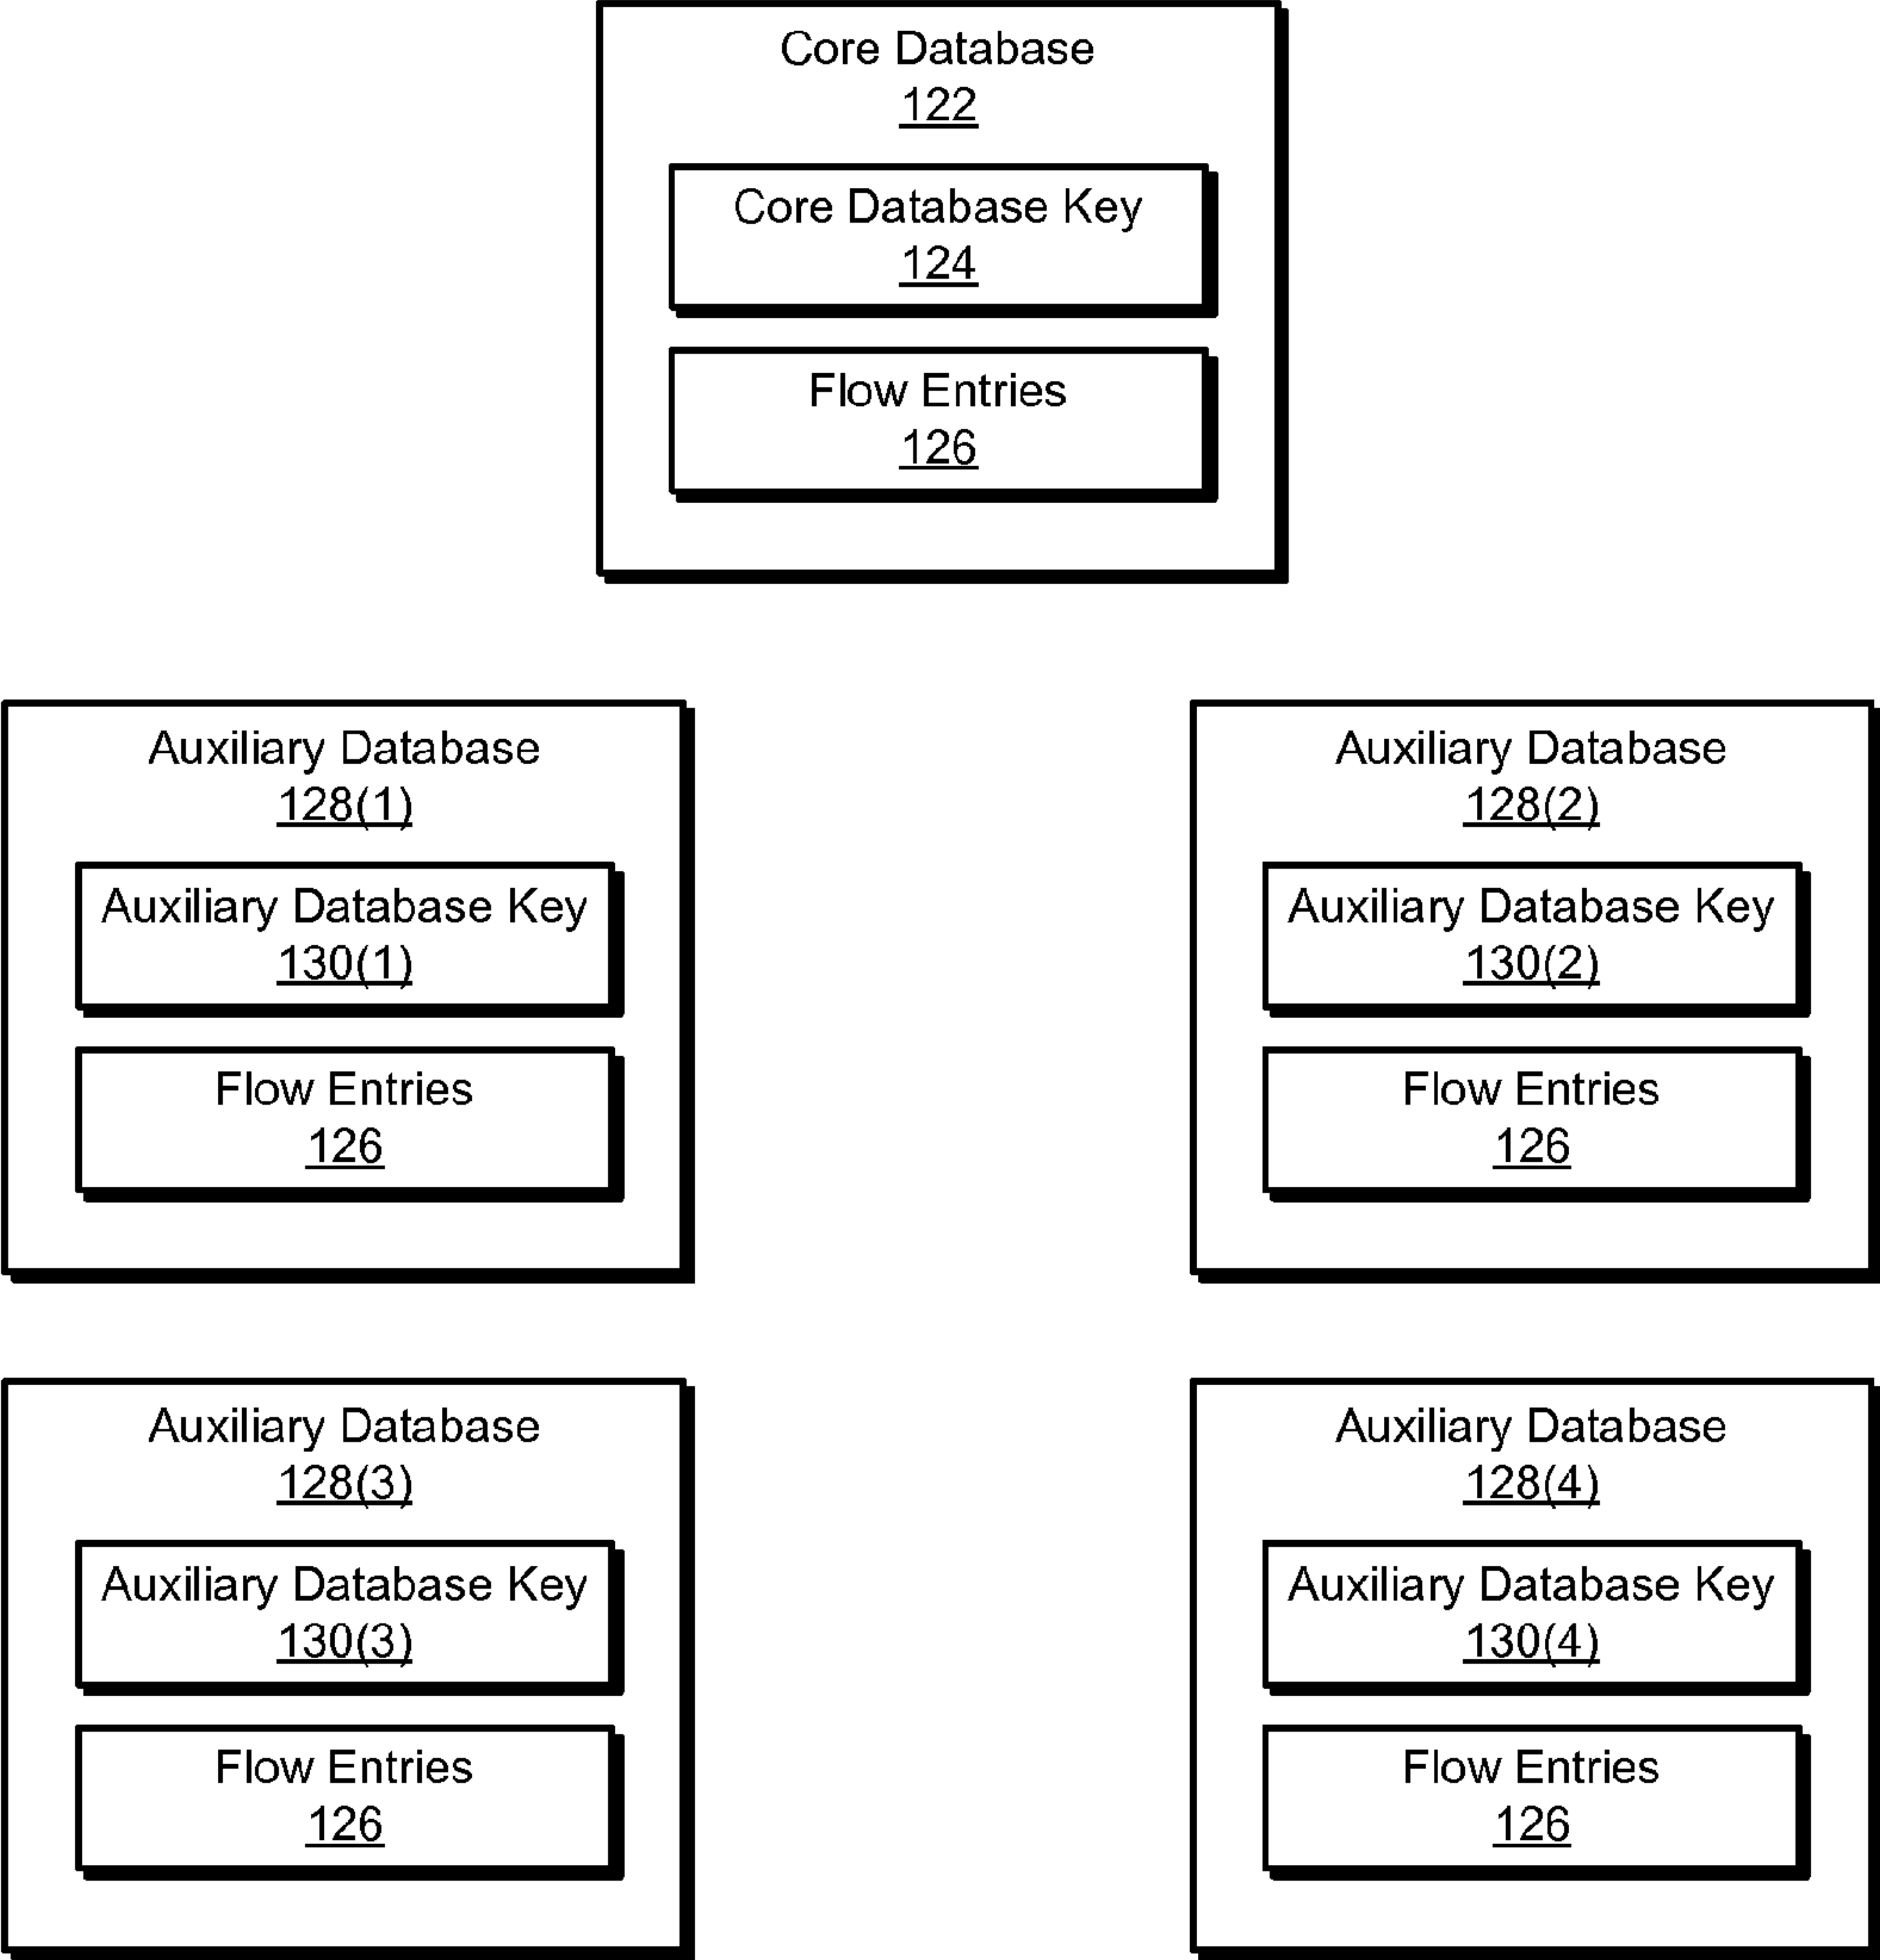 Core Database
122
Core Database Key
124
Flow Entries
126
Auxiliary Database
128(1)
Auxiliary Database Key
130(1)
Flow Entries
126
Auxiliary Database
128(2)
Auxiliary Database Key
130(2)
Flow Entries
126
Auxiliary Database
128(3)
Auxiliary Database Key
130(3)
Flow Entries
126
Auxiliary Database
128(4)
Auxiliary Database Key
130(4)
Flow Entries
126